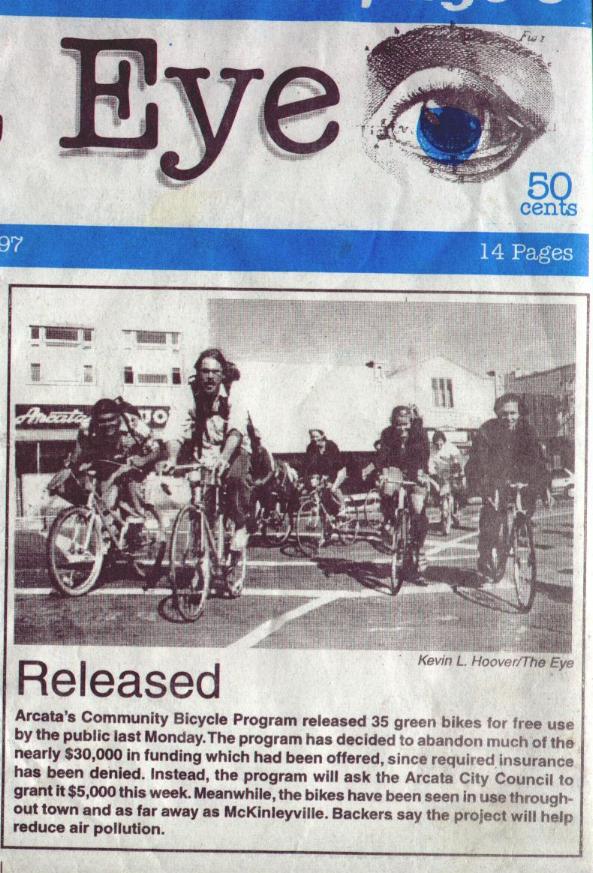 page
Eye
50
cents
97
14 Pages
Arcata
Kevin L. Hoover/The Eye
Released
Arcata's Community Bicycle Program released 35 green bikes for free use
by the public last Monday. The program has decided to abandon much of the
nearly $30,000 in funding which had been offered, since required insurance
has been denied. Instead, the program will ask the Arcata City Council to
grant it $5,000 this week. Meanwhile, the bikes have been seen in use through-
out town and as far away as McKinleyville. Backers say the project will help
reduce air pollution.